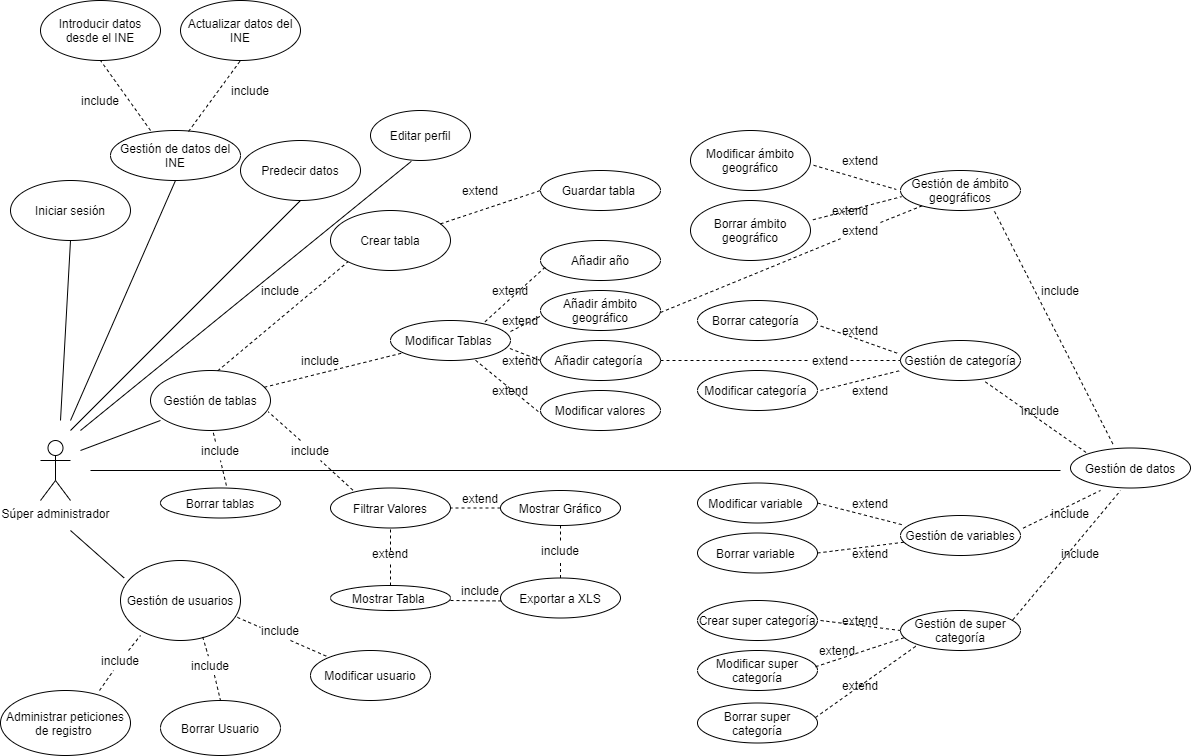 Introducir datos
desde el INE
Actualizar datos del
INE
include
include
Gestión de datos del
INE
Predecir datos
Editar perfil
Iniciar sesión
Crear tabla
extend
Guardar tabla
include
Modificar ámbito
geográfico
extend
Gestión de ámbito
geográficos
Borrar ámbito
geográfico
extend
extend
Añadir año
extend
Añadir ámbito
geográfico
extend
Modificar Tablas
include
extend
Añadir categoría
extend
Modificar valores
include
Borrar categoría
extend
extend
Gestión de categoría
Modificar categoría
extend
include
Gestión de tablas
include
include
Borrar tablas
Súper administrador
Gestión de datos
Filtrar Valores
extend
Mostrar Gráfico
extend
include
Mostrar Tabla
include
Exportar a XLS
Modificar variable
extend
include
Gestión de variables
Borrar variable
extend
include
Gestión de usuarios
include
include
include
Administrar peticiones
de registro
Borrar Usuario
Modificar usuario
Crear super categoría
extend
Gestión de super
categoría
extend
Modificar super
categoría
extend
Borrar super
categoría